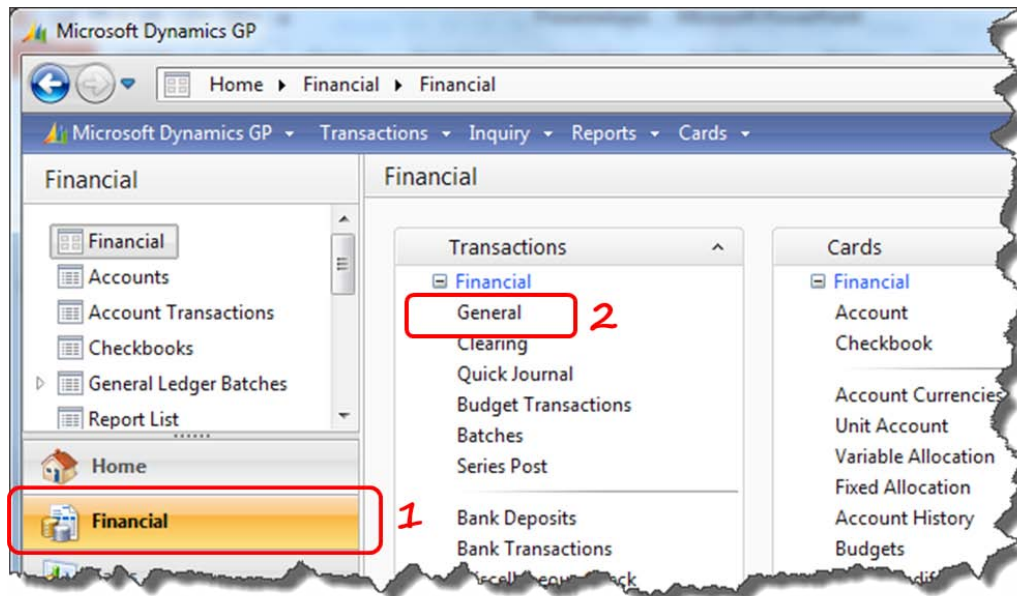 Microsoft Dynamics GP
Home Financial Financial
Microsoft Dynamics GP Transactions Inquiry Reports Cards
Financial
Financial
Accounts
Account Transactions
Checkbooks
General Ledger Batches
Report List
Home
Financial
1
Financial
Transactions
Financial
General
2
Clearing
Quick Journal
Budget Transactions
Batches
Series Post
Bank Deposits
Bank Transactions
Cards
Financial
Account
Checkbook
Account Currencies
Unit Account
Variable Allocation
Fixed Allocation
Account History
Budgets